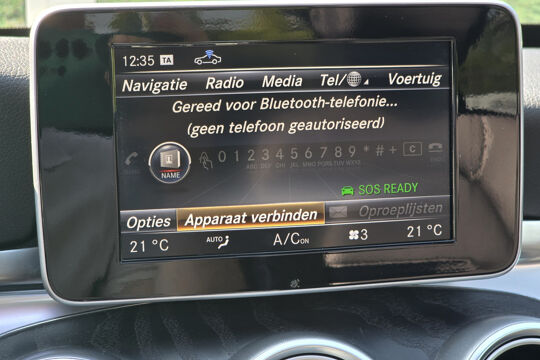 12:35 TA
Navigatie Radio Media Tel/ Voertuig
Gereed voor Bluetooth-telefonie...
(geen telefoon geautoriseerd)
NAME 0 1 2 3 4 5 6 7 8 9 * # + C
ABC DEF GHI JKL MNO PQRS TUV WXYZ
SOS READY
Opties Apparaat verbinden Oproeplijsten
21 °C AUTO A/C ON 3 21 °C